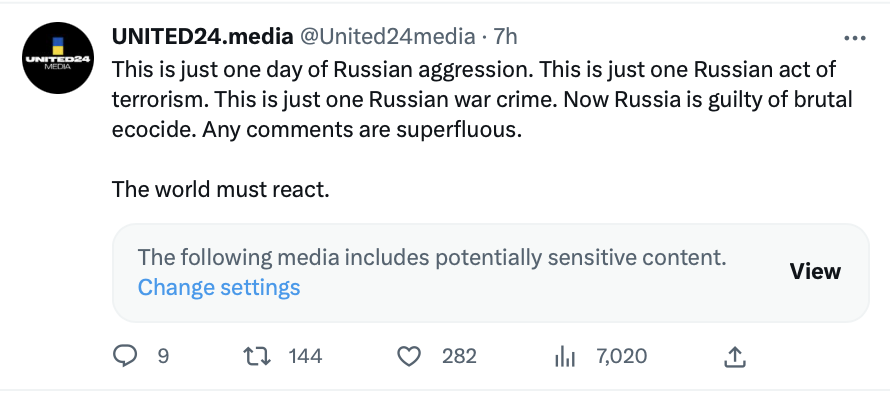 UNITED24.media @United24media · 7h
UNITED24
MEDIA
This is just one day of Russian aggression. This is just one Russian act of
terrorism. This is just one Russian war crime. Now Russia is guilty of brutal
ecocide. Any comments are superfluous.
The world must react.
The following media includes potentially sensitive content.
Change settings
View
9 144 282 7,020